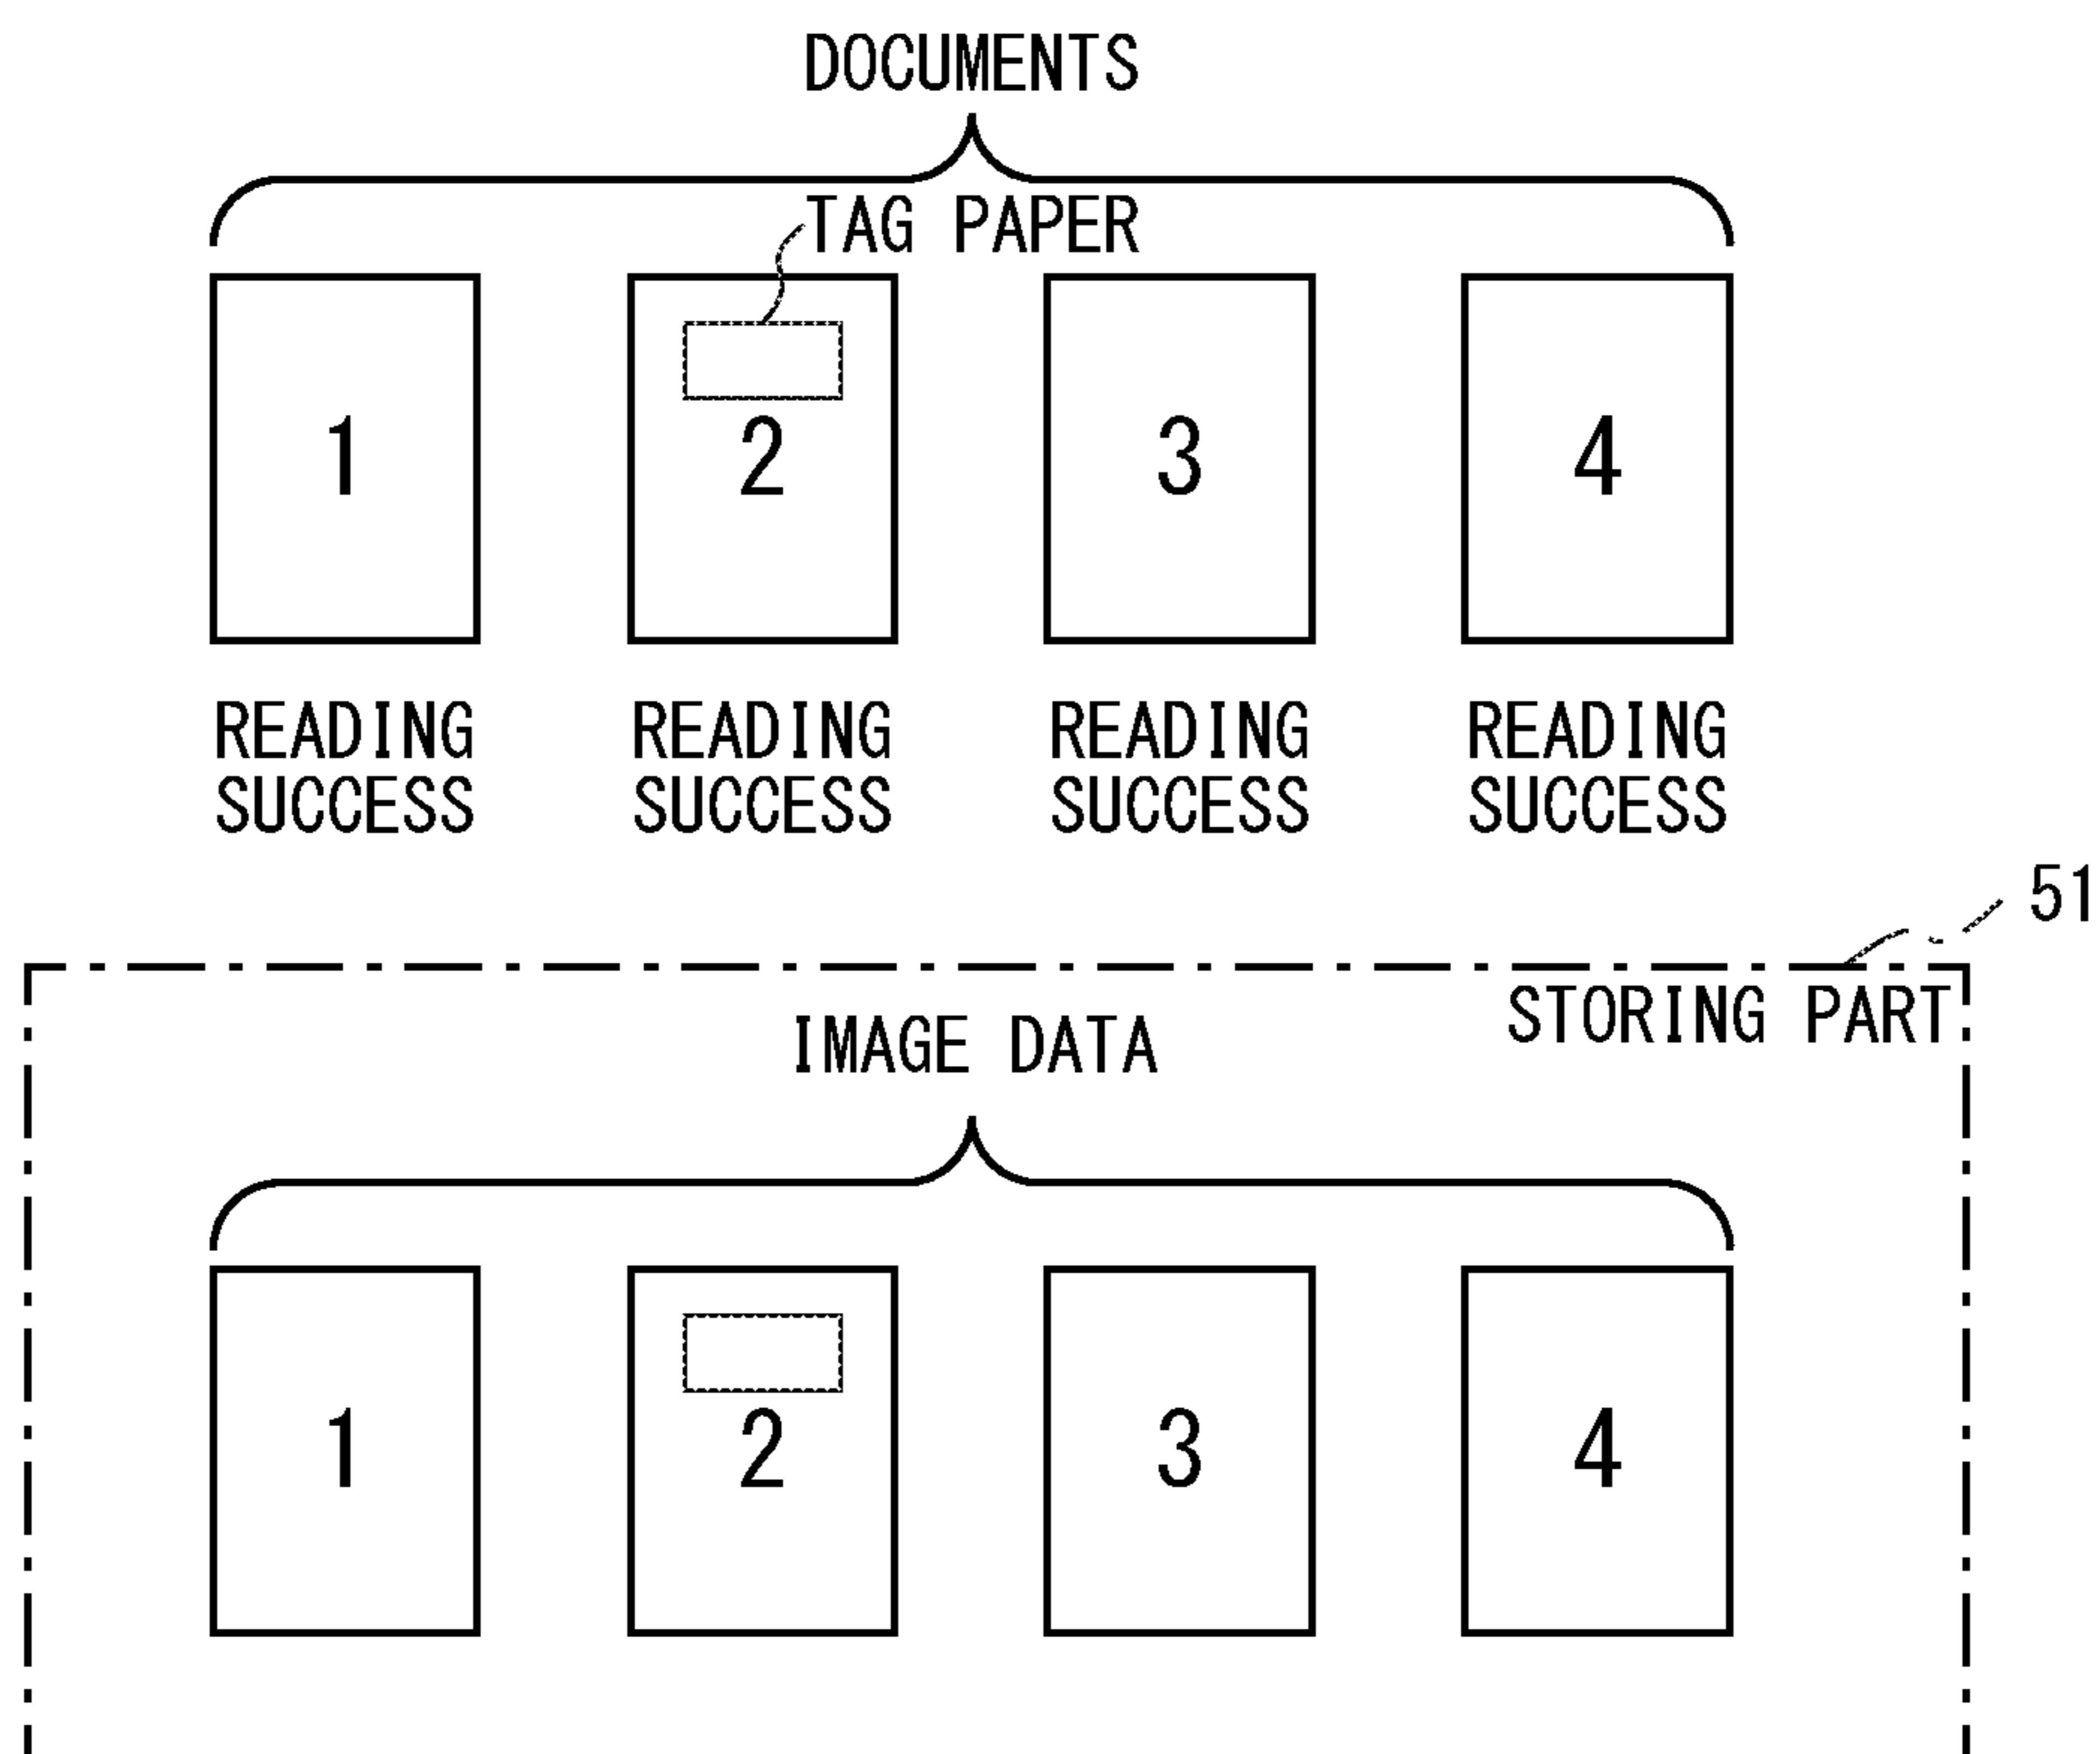 DOCUMENTS
TAG PAPER
1 2 3 4
READING READING READING READING
SUCCESS SUCCESS SUCCESS SUCCESS
51
STORING PART
IMAGE DATA
1 2 3 4